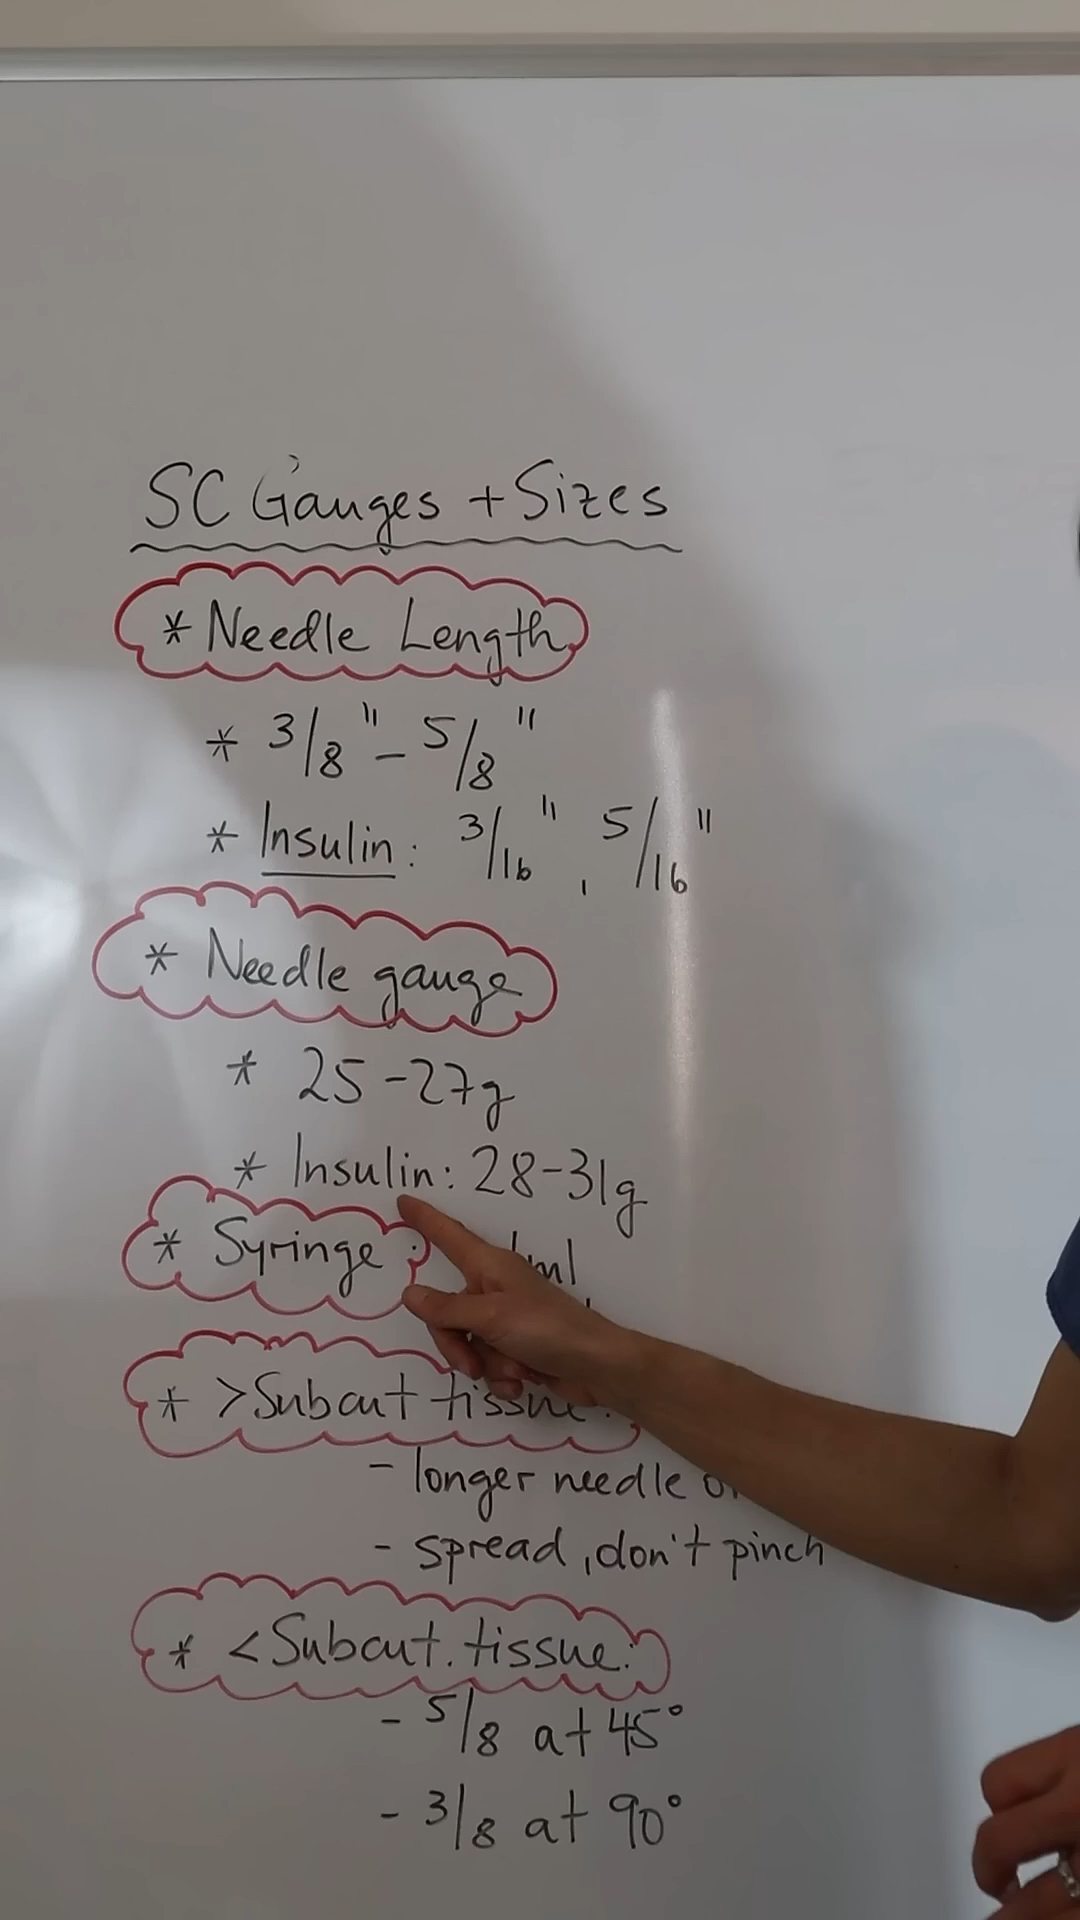 SC Gauges + Sizes
* Needle Length
* 3/8" - 5/8"
* Insulin: 3/16", 5/16"
* Needle gauge
* 25-27g
* Insulin: 28-31g
* Syringe:
ml
* >Subcut tissue:
- longer needle
- spread, don't pinch
* <Subcut. tissue:
- 5/8 at 45°
- 3/8 at 90°